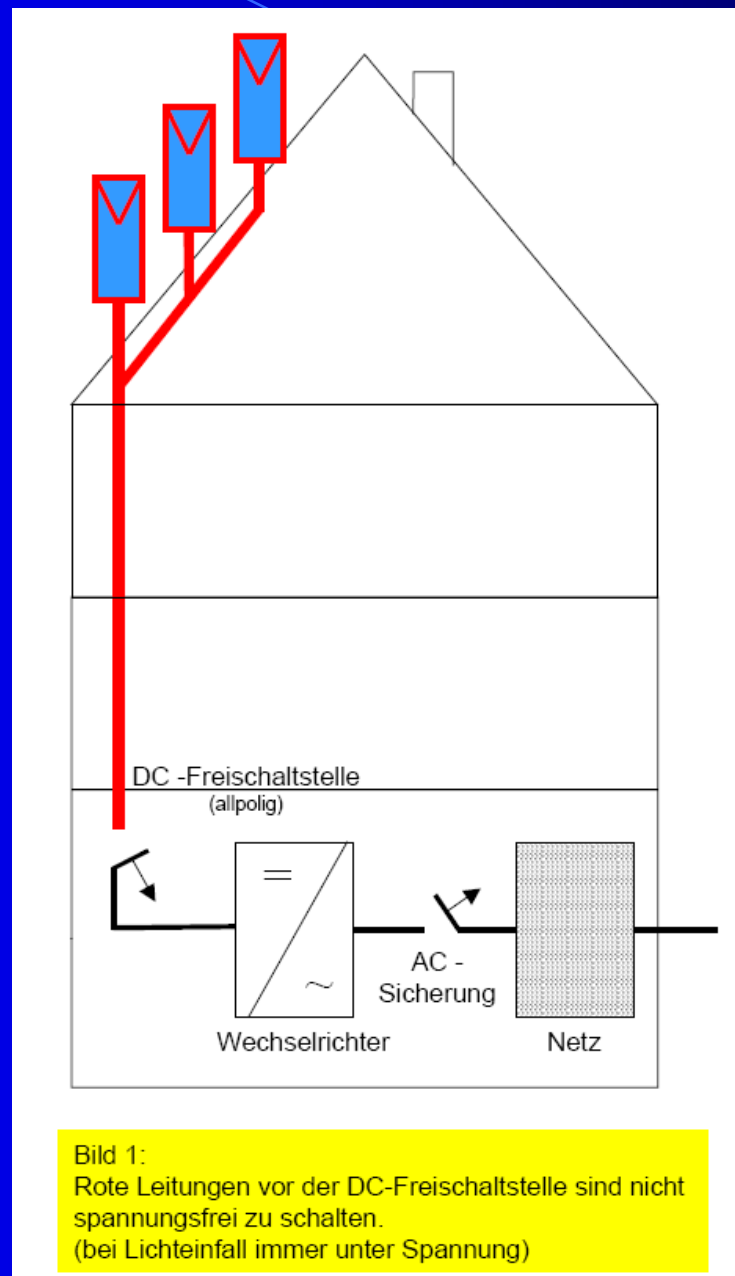 DC -Freischaltstelle
(allpolig)
=
~
AC -
Sicherung
Wechselrichter
Netz
Bild 1:
Rote Leitungen vor der DC-Freischaltstelle sind nicht
spannungsfrei zu schalten.
(bei Lichteinfall immer unter Spannung)